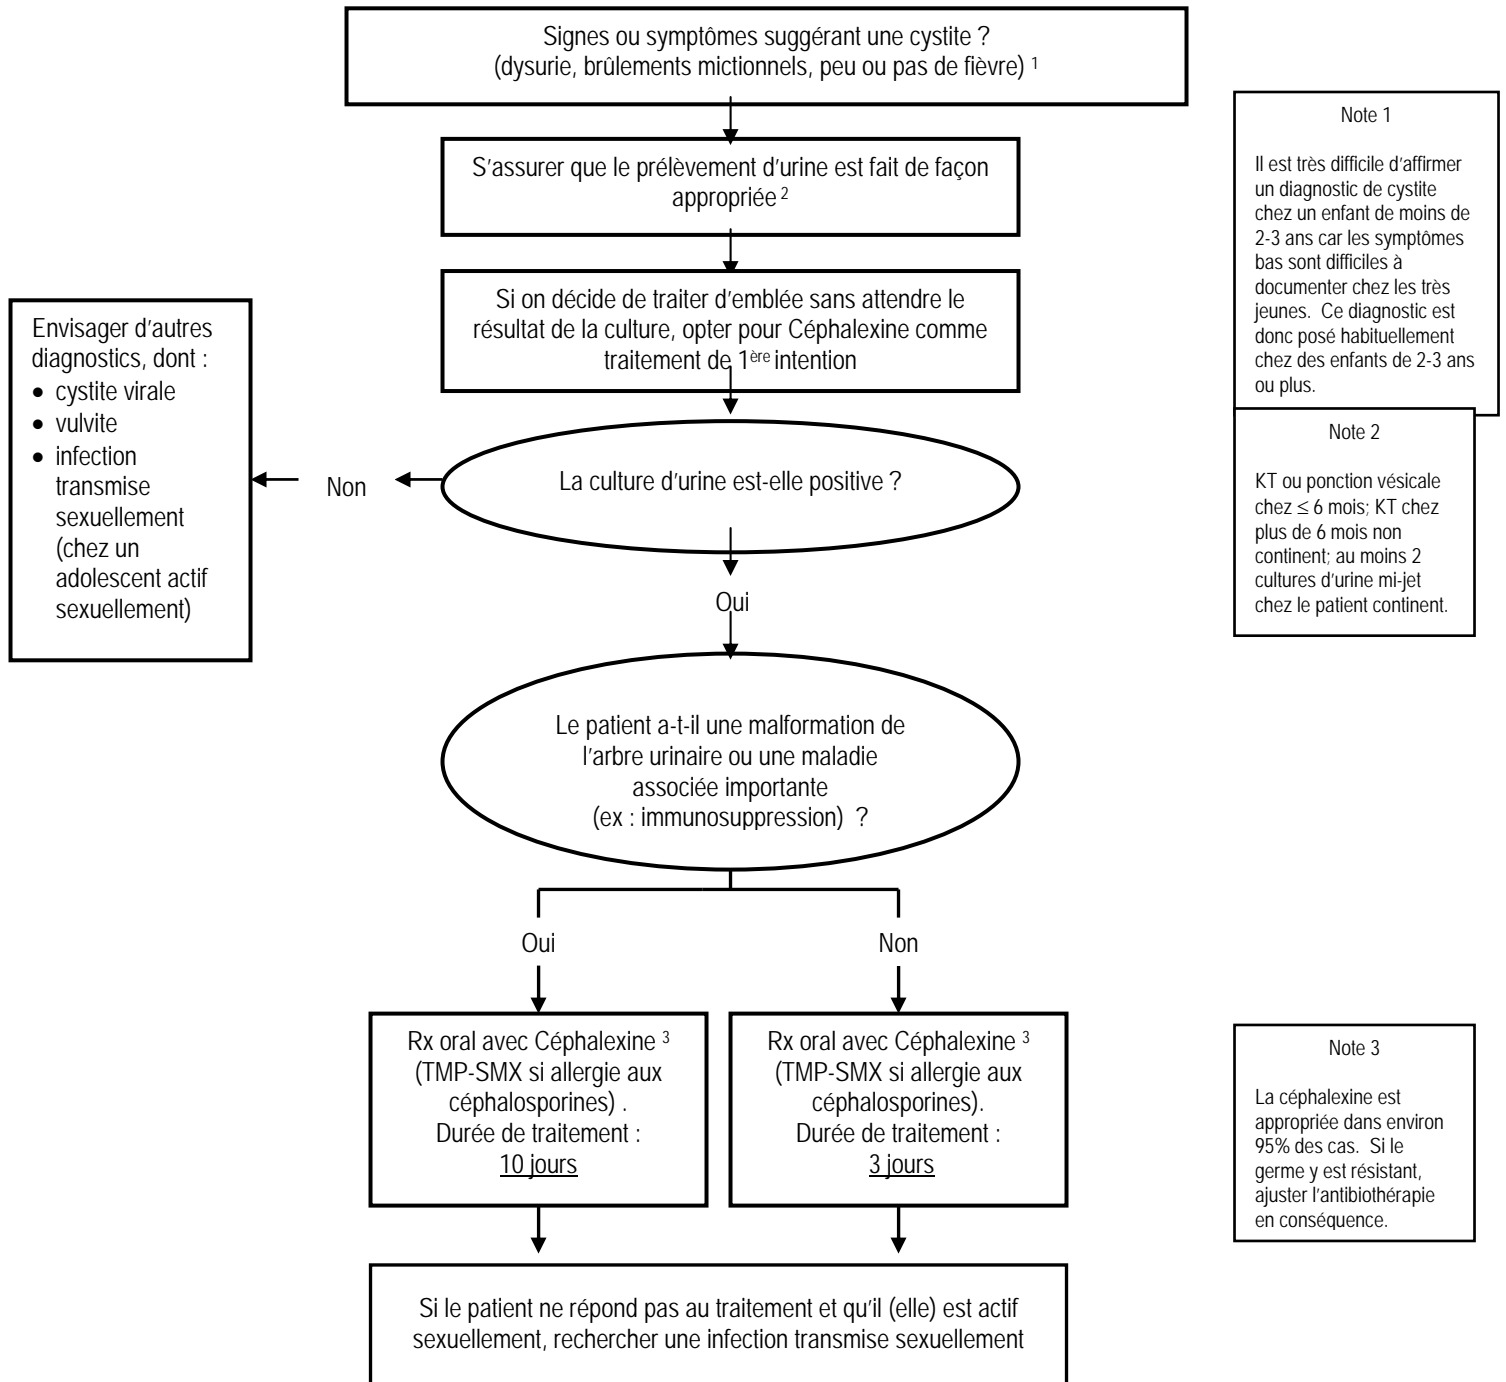 Signes ou symptômes suggérant une cystite ?
(dysurie, brûlements mictionnels, peu ou pas de fièvre) 1
S’assurer que le prélèvement d’urine est fait de façon
appropriée 2
Si on décide de traiter d’emblée sans attendre le
résultat de la culture, opter pour Céphalexine comme
traitement de 1ère intention
La culture d’urine est-elle positive ?
Non
Envisager d’autres
diagnostics, dont :
• cystite virale
• vulvite
• infection
transmise
sexuellement
(chez un
adolescent actif
sexuellement)
Oui
Le patient a-t-il une malformation de
l’arbre urinaire ou une maladie
associée importante
(ex : immunosuppression) ?
Oui
Non
Rx oral avec Céphalexine 3
(TMP-SMX si allergie aux
céphalosporines) .
Durée de traitement :
10 jours
Rx oral avec Céphalexine 3
(TMP-SMX si allergie aux
céphalosporines).
Durée de traitement :
3 jours
Si le patient ne répond pas au traitement et qu’il (elle) est actif
sexuellement, rechercher une infection transmise sexuellement
Note 1
Il est très difficile d’affirmer
un diagnostic de cystite
chez un enfant de moins de
2-3 ans car les symptômes
bas sont difficiles à
documenter chez les très
jeunes. Ce diagnostic est
donc posé habituellement
chez des enfants de 2-3 ans
ou plus.
Note 2
KT ou ponction vésicale
chez ≤ 6 mois; KT chez
plus de 6 mois non
continent; au moins 2
cultures d’urine mi-jet
chez le patient continent.
Note 3
La céphalexine est
appropriée dans environ
95% des cas. Si le
germe y est résistant,
ajuster l’antibiothérapie
en conséquence.